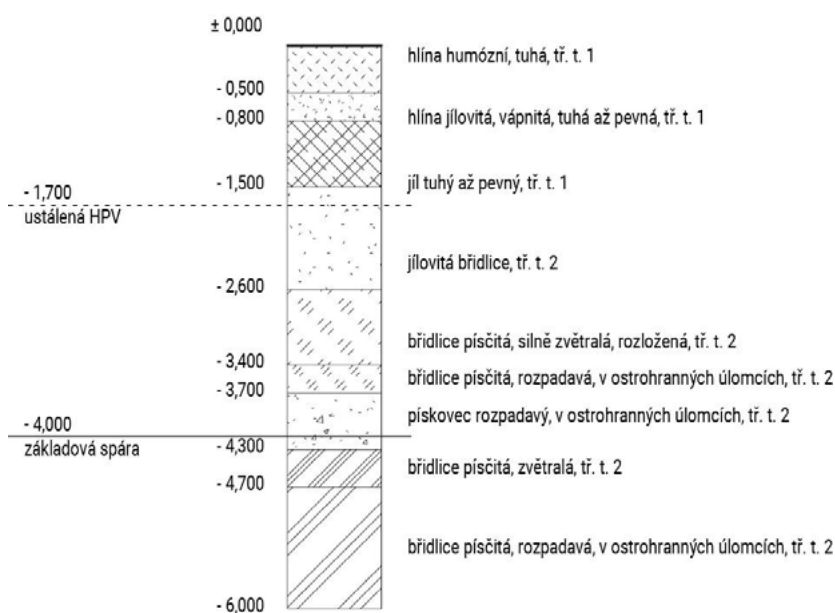 ± 0,000
hlína humózní, tuhá, tř. t. 1
- 0,500
- 0,800
hlína jílovitá, vápnitá, tuhá až pevná, tř. t. 1
- 1,500
jíl tuhý až pevný, tř. t. 1
- 1,700
ustálená HPV
jílovitá břidlice, tř. t. 2
- 2,600
břidlice písčitá, silně zvětralá, rozložená, tř. t. 2
- 3,400
břidlice písčitá, rozpadavá, v ostrohranných úlomcích, tř. t. 2
- 3,700
pískovec rozpadavý, v ostrohranných úlomcích, tř. t. 2
- 4,000
základová spára
- 4,300
břidlice písčitá, zvětralá, tř. t. 2
- 4,700
břidlice písčitá, rozpadavá, v ostrohranných úlomcích, tř. t. 2
- 6,000